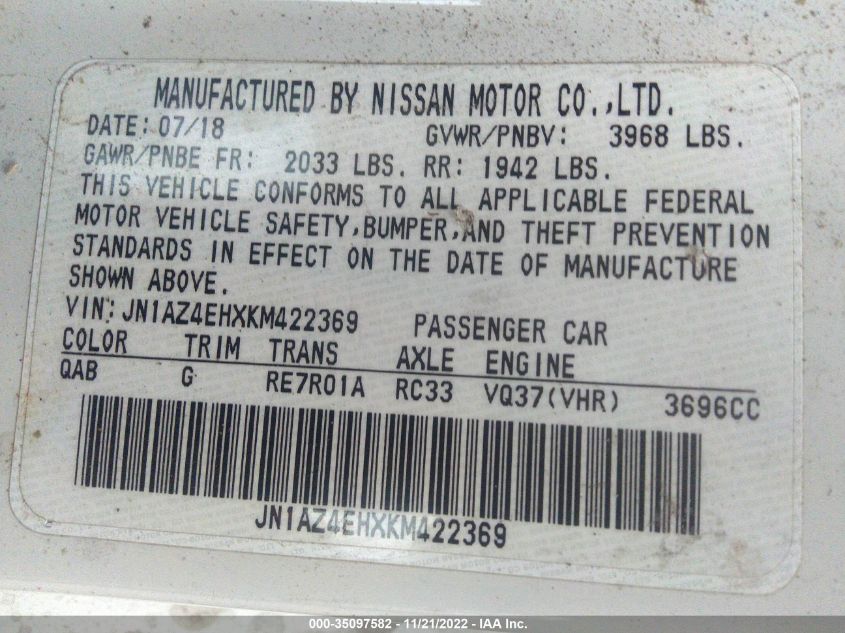 MANUFACTURED BY NISSAN MOTOR CO.,LTD.
DATE: 07/18 GVWR/PNBV: 3968 LBS.
GAWR/PNBE FR: 2033 LBS. RR: 1942 LBS.
THIS VEHICLE CONFORMS TO ALL APPLICABLE FEDERAL
MOTOR VEHICLE SAFETY,BUMPER,AND THEFT PREVENTION
STANDARDS IN EFFECT ON THE DATE OF MANUFACTURE
SHOWN ABOVE.
VIN: JN1AZ4EHXKM422369 PASSENGER CAR
COLOR TRIM TRANS AXLE ENGINE
QAB G RE7R01A RC33 VQ37(VHR) 3696CC
JN1AZ4EHXKM422369
000-35097582 - 11/21/2022 - IAA Inc.